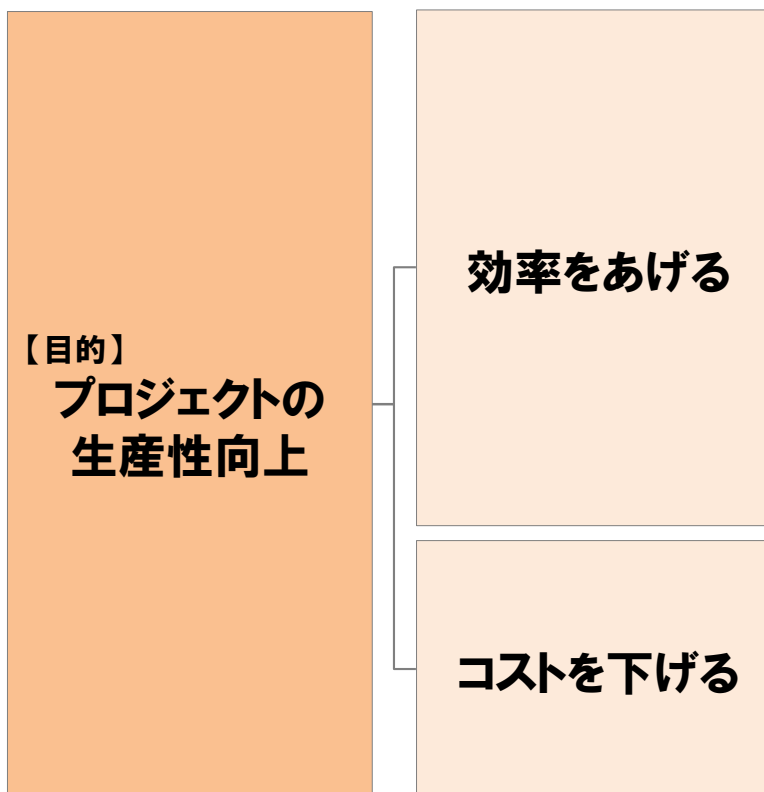 【目的】
プロジェクトの
生産性向上
効率をあげる
コストを下げる